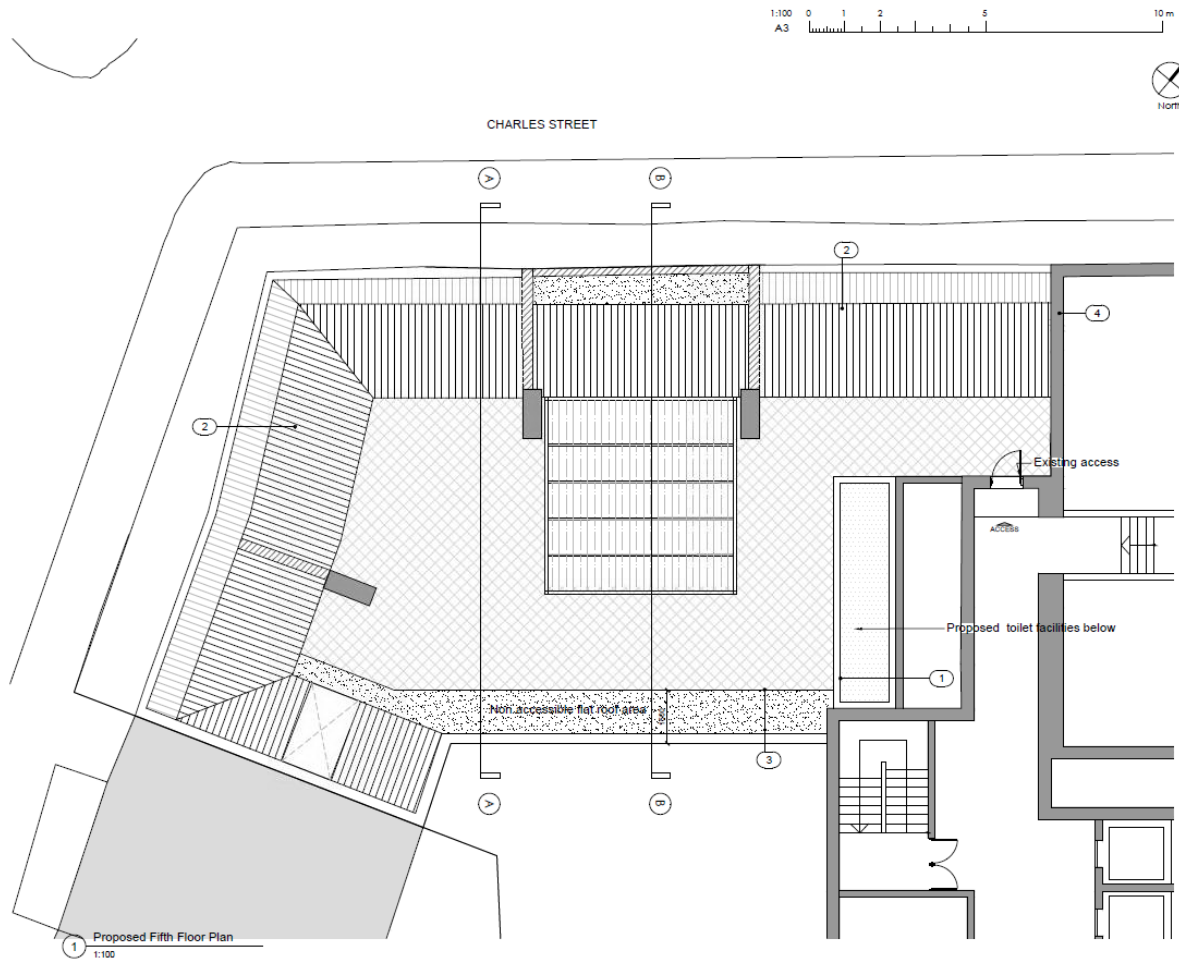 1:100 0 1 2 5 10 m
A3
North
CHARLES STREET
A
B
2
4
2
Existing access
ACCESS
Proposed toilet facilities below
1
Non accessible flat roof area
3
A
B
1
Proposed Fifth Floor Plan
1:100